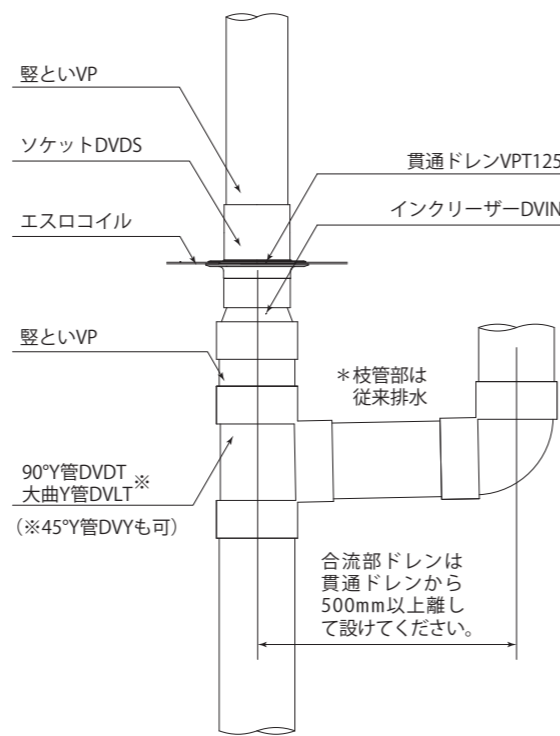 竪といVP
ソケットDVDS
エスロコイル
竪といVP
90°Y管DVDT
大曲Y管DVLT※
（※45°Y管DVYも可）
貫通ドレンVPT125
インクリーザーDVIN
＊枝管部は
従来排水
合流部ドレンは
貫通ドレンから
500mm以上離し
て設けてください。